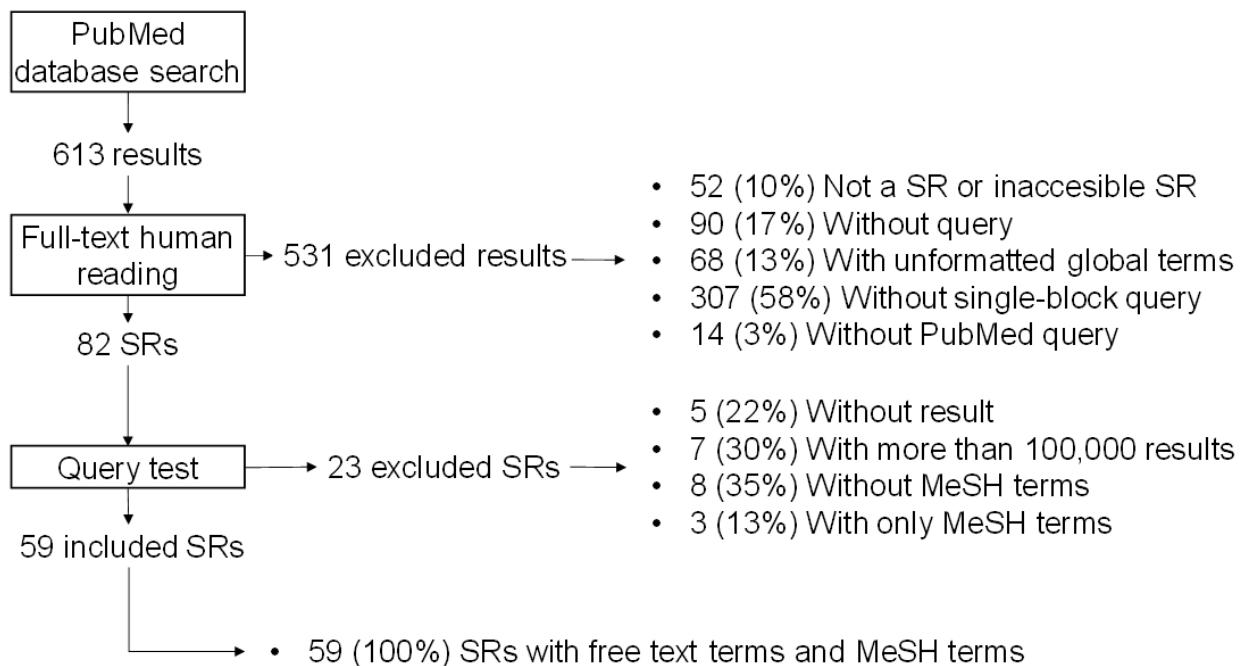 PubMed
database search
613 results
Full-text human
reading
531 excluded results
• 52 (10%) Not a SR or inaccesible SR
• 90 (17%) Without query
• 68 (13%) With unformatted global terms
• 307 (58%) Without single-block query
• 14 (3%) Without PubMed query
82 SRs
Query test
23 excluded SRs
• 5 (22%) Without result
• 7 (30%) With more than 100,000 results
• 8 (35%) Without MeSH terms
• 3 (13%) With only MeSH terms
59 included SRs
• 59 (100%) SRs with free text terms and MeSH terms